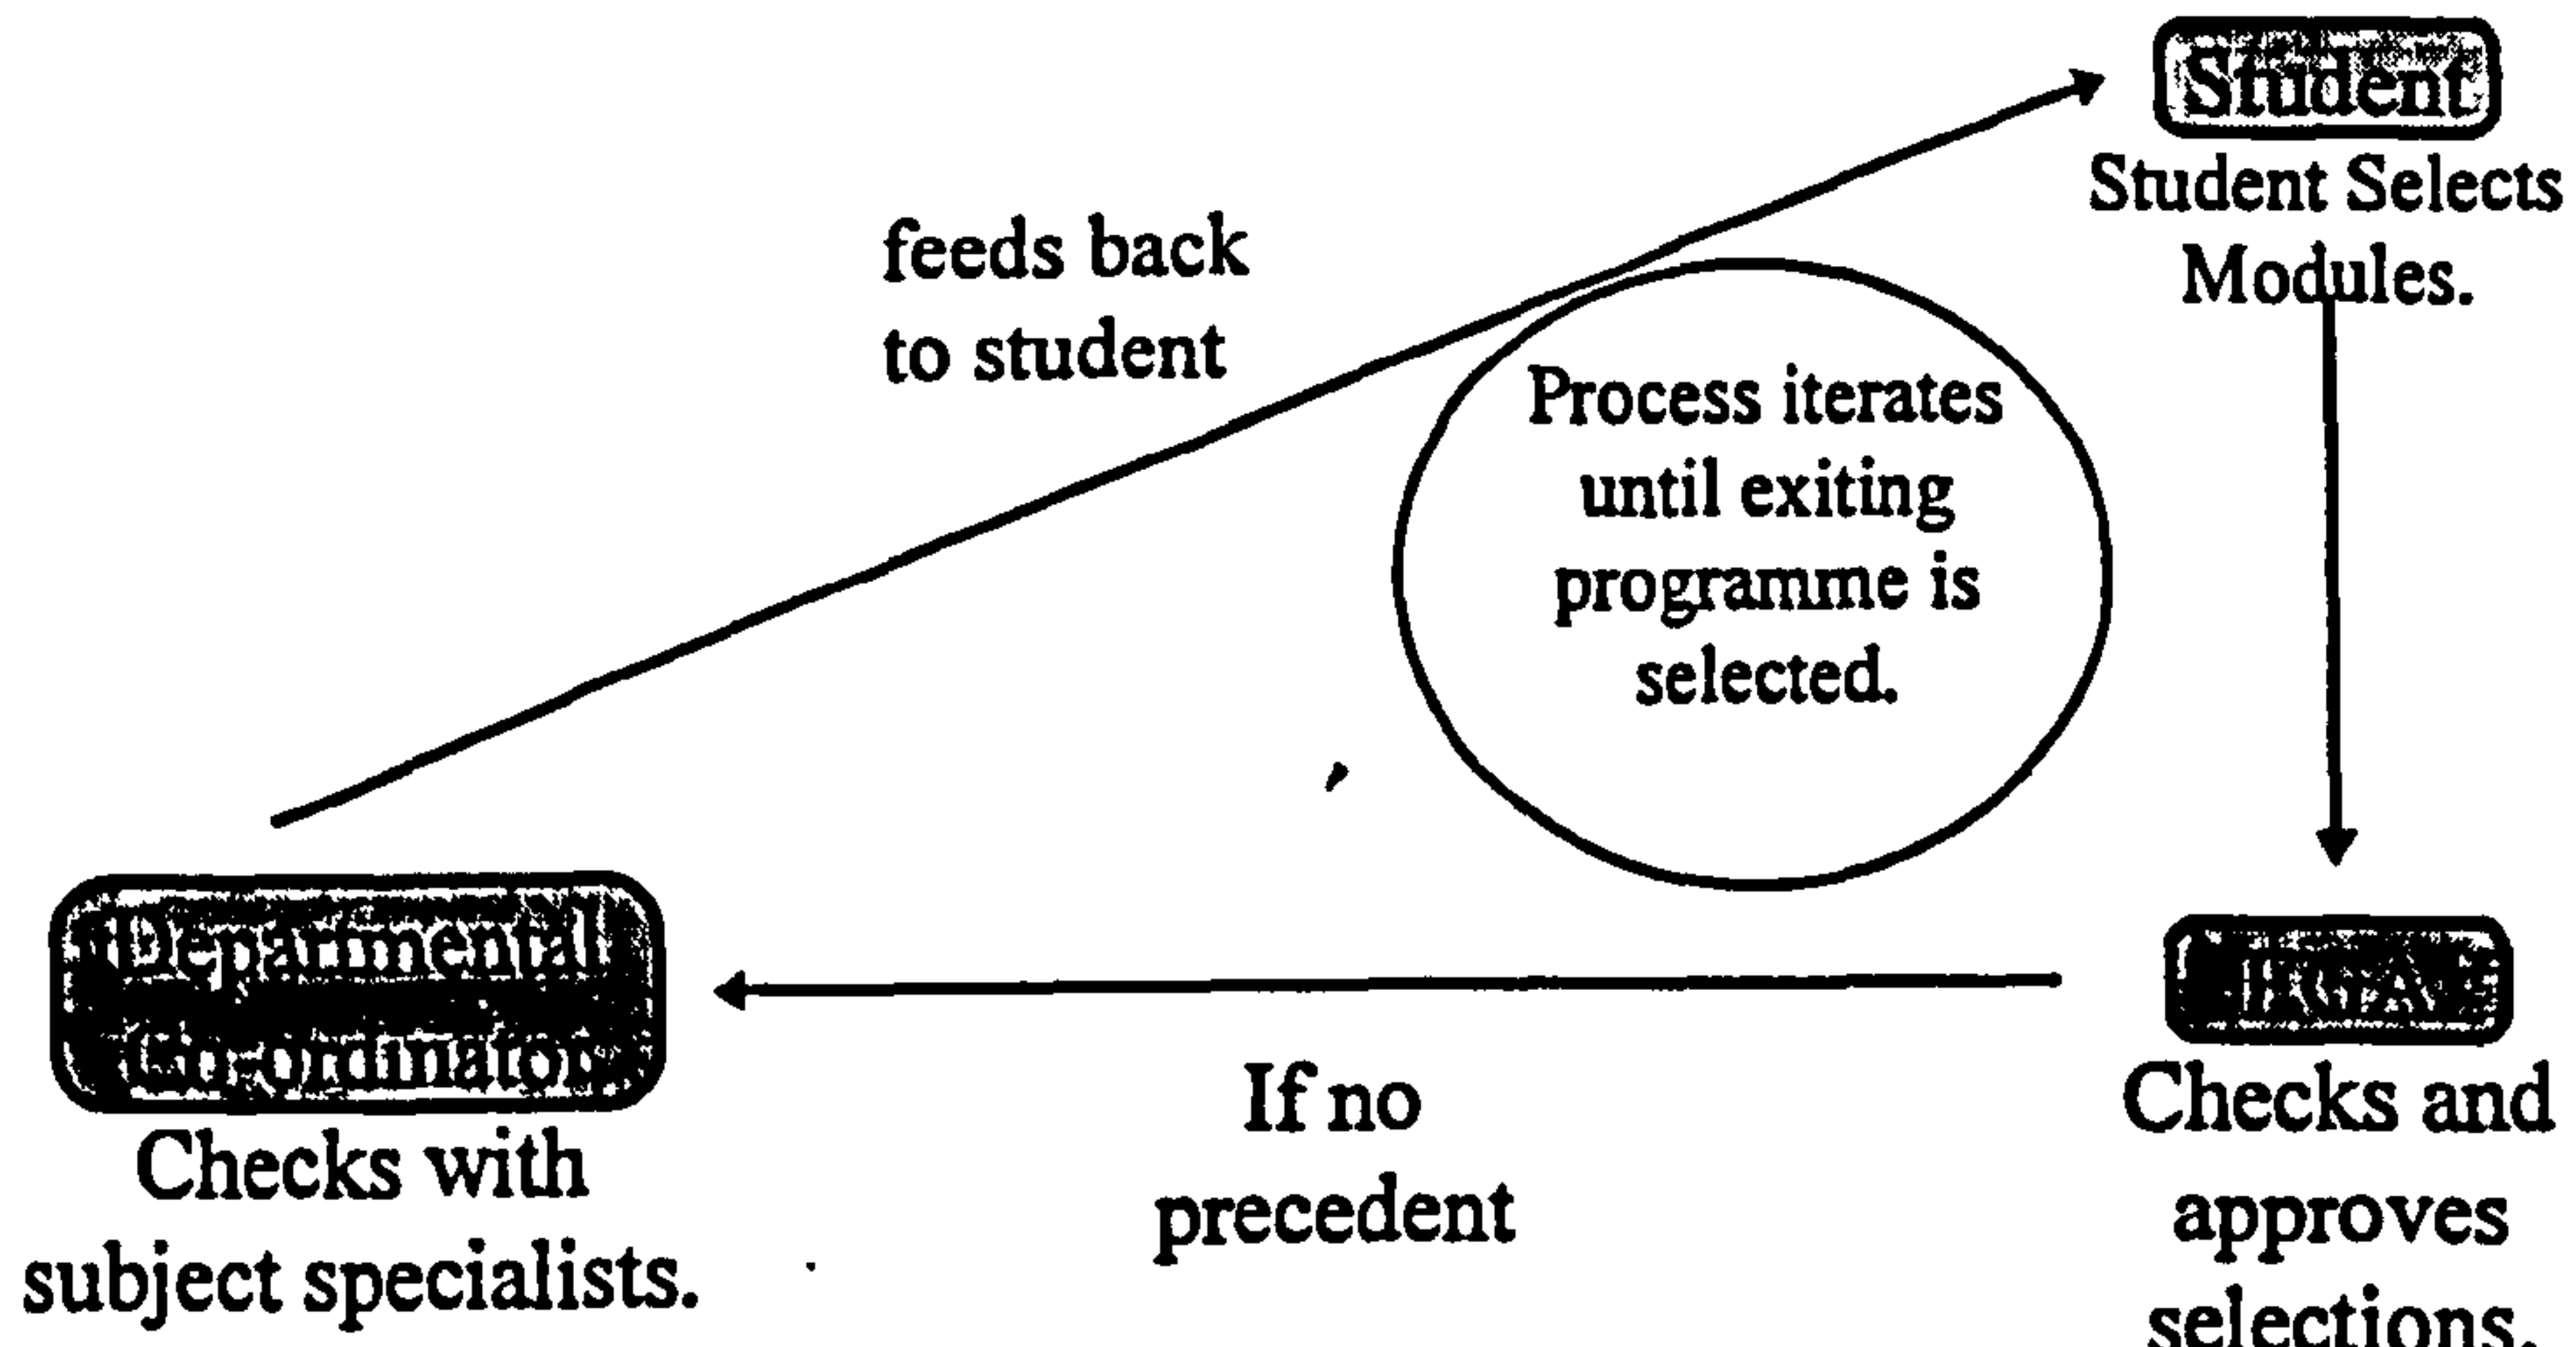 Student
Student Selects
Modules.
feeds back
to student
Process iterates
until exiting
programme is
selected.
Departmental
Co-ordinator
Checks with
subject specialists.
If no
precedent
Checks and
approves
selections.